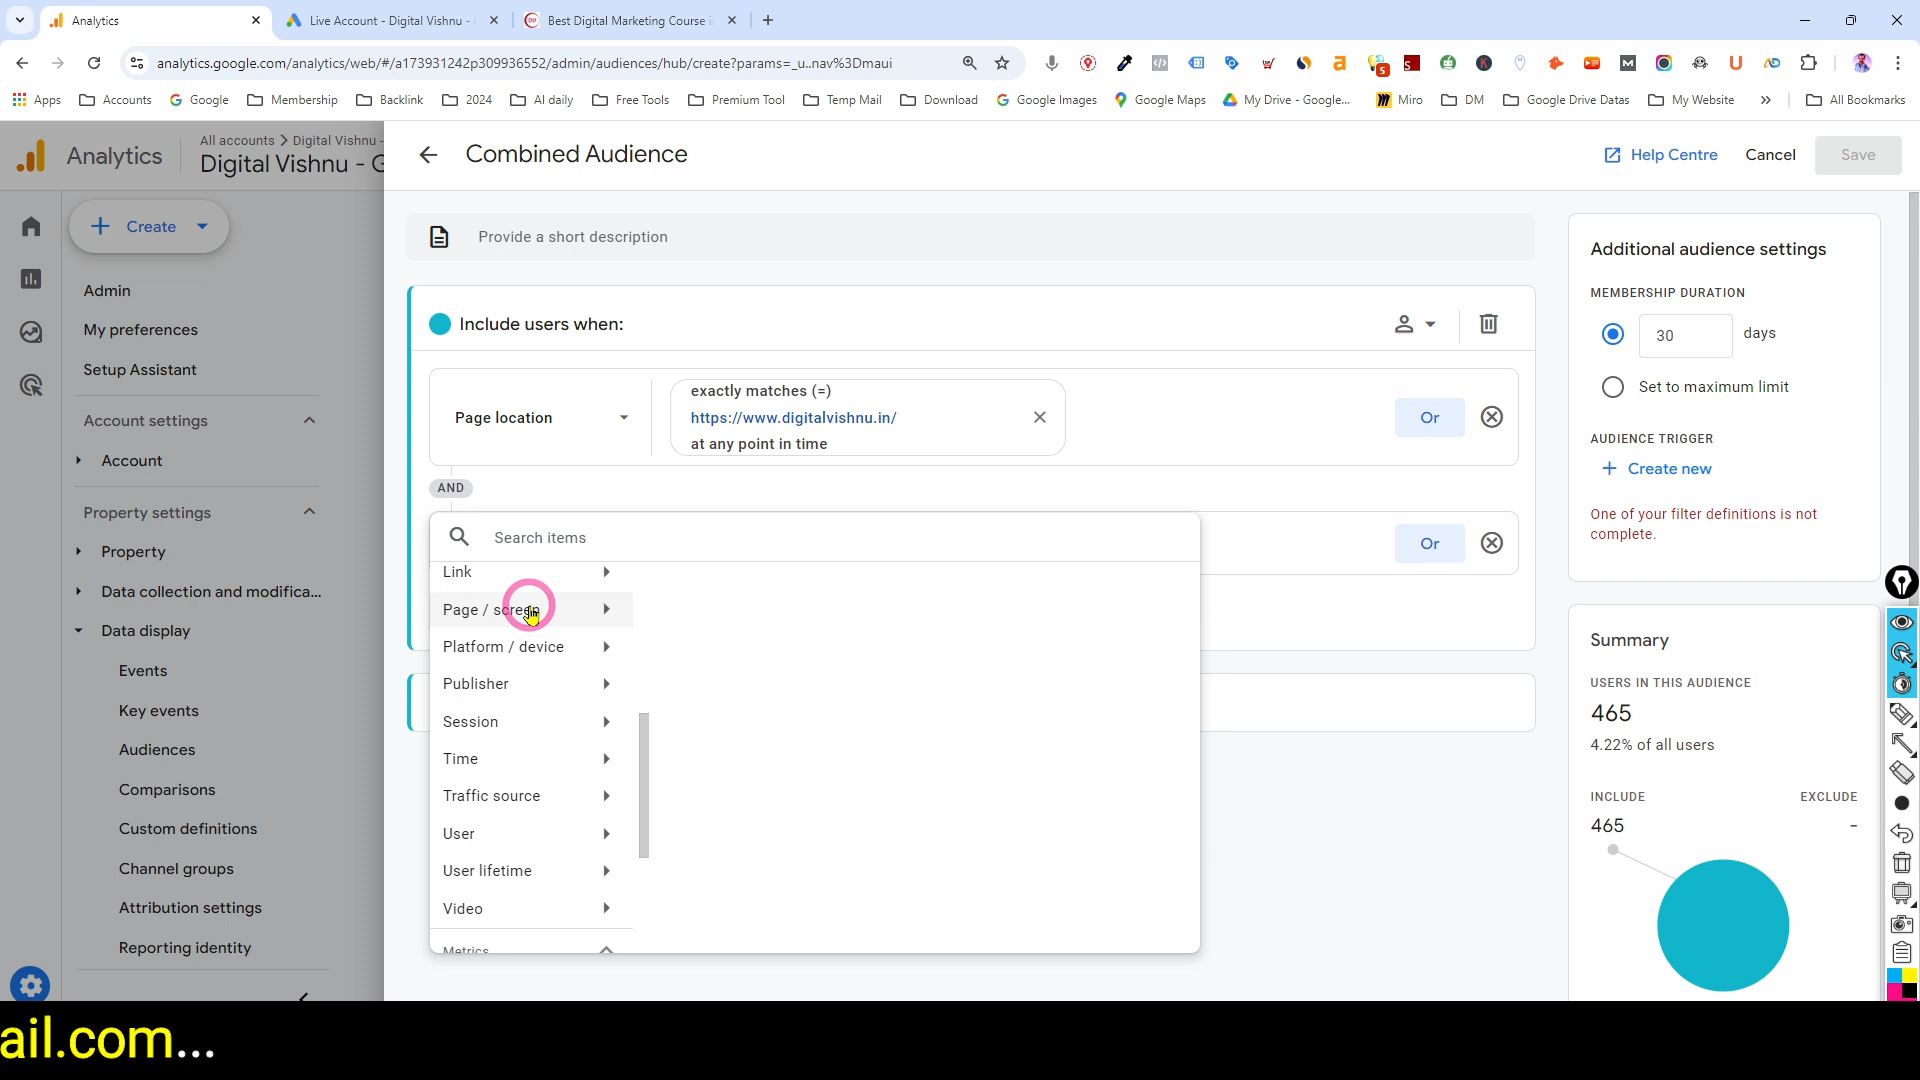 Analytics
Live Account - Digital Vishnu -
Best Digital Marketing Course i
analytics.google.com/analytics/web/#/a173931242p309936552/admin/audiences/hub/create?params=_u..nav%3Dmaui
5
Apps
Accounts
Google
Membership
Backlink
2024
AI daily
Free Tools
Premium Tool
Temp Mail
Download
Google Images
Google Maps
My Drive - Google...
Miro
DM
Google Drive Datas
My Website
All Bookmarks
Analytics
All accounts > Digital Vishnu -
Digital Vishnu - G
Combined Audience
Help Centre
Cancel
Save
Create
Admin
My preferences
Setup Assistant
Account settings
Account
Property settings
Property
Data collection and modifica...
Data display
Events
Key events
Audiences
Comparisons
Custom definitions
Channel groups
Attribution settings
Reporting identity
Provide a short description
Include users when:
Page location
exactly matches (=)
https://www.digitalvishnu.in/
at any point in time
Or
AND
Search items
Or
Link
Page / screen
Platform / device
Publisher
Session
Time
Traffic source
User
User lifetime
Video
Metrics
Additional audience settings
MEMBERSHIP DURATION
30 days
Set to maximum limit
AUDIENCE TRIGGER
Create new
One of your filter definitions is not
complete.
Summary
USERS IN THIS AUDIENCE
465
4.22% of all users
INCLUDE EXCLUDE
465 -
ail.com...